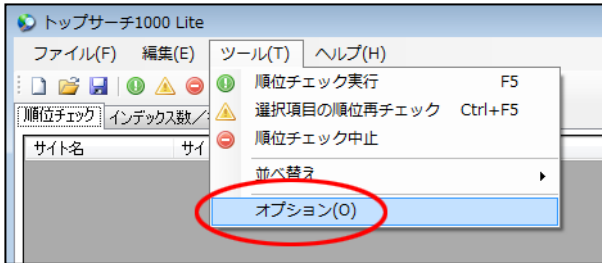 トップサーチ1000 Lite
ファイル(F) 編集(E) ツール(T) ヘルプ(H)
順位チェック実行 F5
選択項目の順位再チェック Ctrl+F5
順位チェック中止
並べ替え
オプション(O)
順位チェック インデックス数/
サイト名 サイ